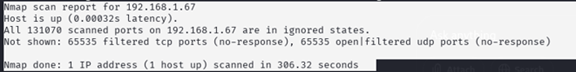 Nmap scan report for 192.168.1.67
Host is up (0.00032s latency).
All 131070 scanned ports on 192.168.1.67 are in ignored states.
Not shown: 65535 filtered tcp ports (no-response), 65535 open|filtered udp ports (no-response)
Nmap done: 1 IP address (1 host up) scanned in 306.32 seconds